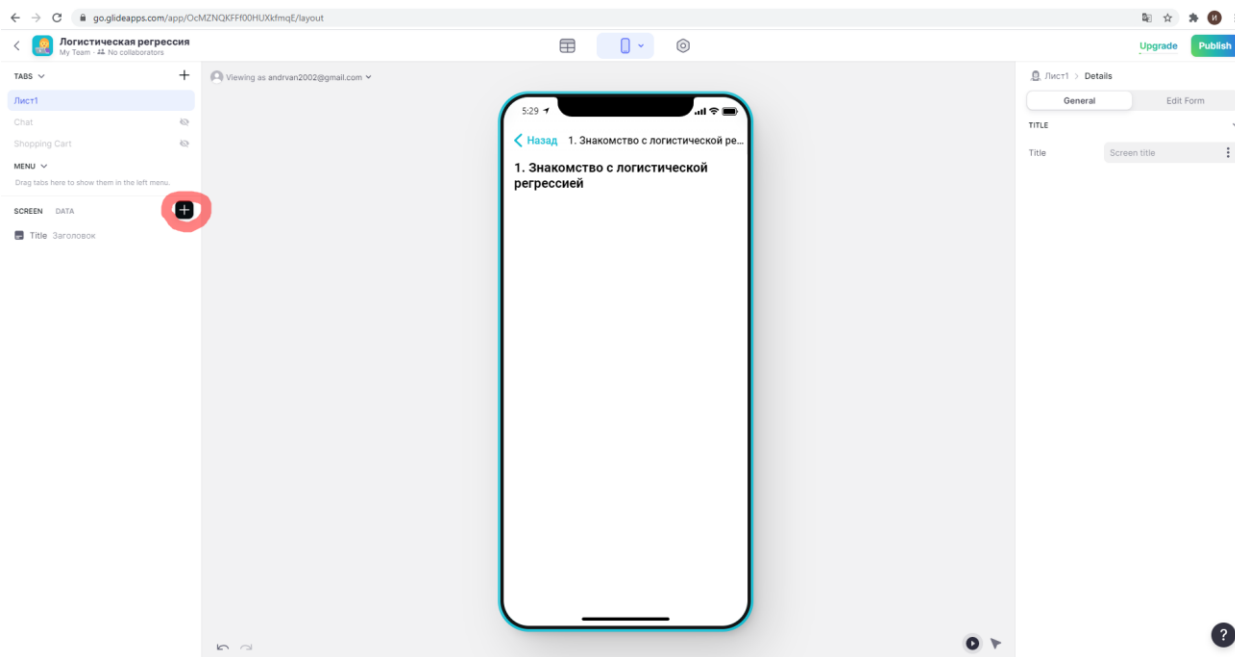 go.glideapps.com/app/OcMZNQKFFf00HUXkfmqE/layout
И
Логистическая регрессия
My Team - No collaborators
Upgrade
Publish
TABS
Лист1
Chat
Shopping Cart
MENU
Drag tabs here to show them in the left menu.
SCREEN DATA
Title Заголовок
Viewing as andrvan2002@gmail.com
5:29
Назад 1. Знакомство с логистической ре...
1. Знакомство с логистической
регрессией
Лист1 > Details
General Edit Form
TITLE
Title Screen title
?